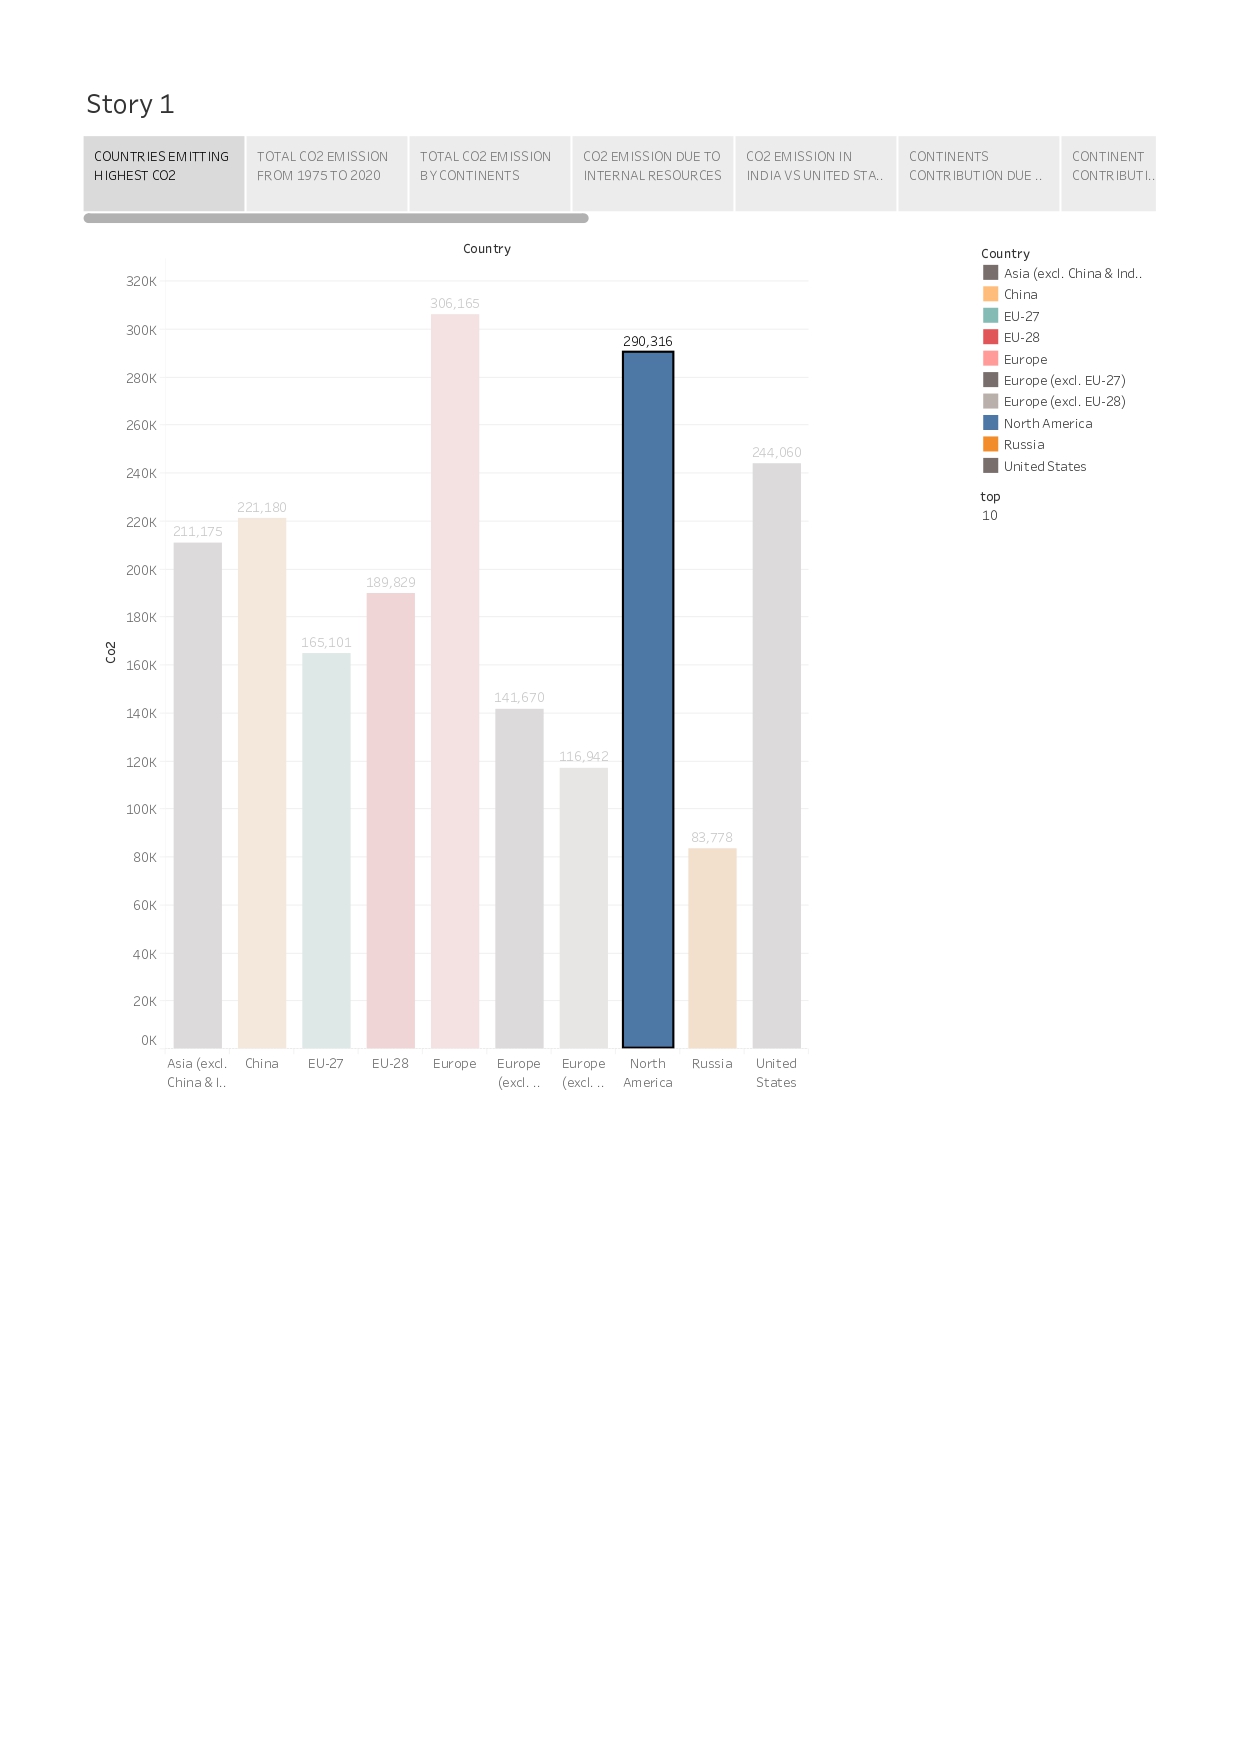 Story 1
COUNTRIES EMITTING
HIGHEST CO2
TOTAL CO2 EMISSION
FROM 1975 TO 2020
TOTAL CO2 EMISSION
BY CONTINENTS
CO2 EMISSION DUE TO
INTERNAL RESOURCES
CO2 EMISSION IN
INDIA VS UNITED STA..
CONTINENTS
CONTRIBUTION DUE ..
CONTINENT
CONTRIBUTI..
Country
320K
300K
280K
260K
240K
220K
200K
180K
160K
140K
120K
100K
80K
60K
40K
20K
0K
Co2
211,175
221,180
165,101
189,829
306,165
141,670
116,942
290,316
83,778
244,060
Asia (excl.
China & I..
China
EU-27
EU-28
Europe
Europe
(excl. ..
Europe
(excl. ..
North
America
Russia
United
States
Country
Asia (excl. China & Ind..
China
EU-27
EU-28
Europe
Europe (excl. EU-27)
Europe (excl. EU-28)
North America
Russia
United States
top
10